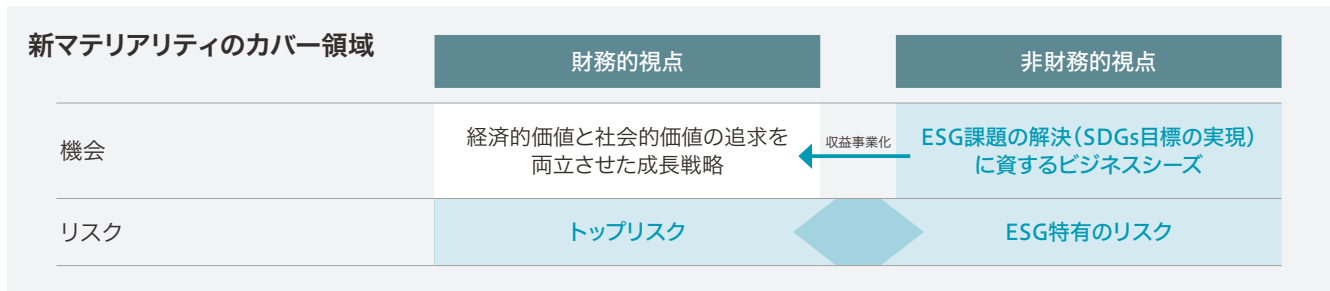 新マテリアリティのカバー領域
財務的視点
非財務的視点
機会
経済的価値と社会的価値の追求を
両立させた成長戦略
収益事業化
ESG課題の解決（SDGs目標の実現）
に資するビジネスシーズ
リスク
トップリスク
ESG特有のリスク